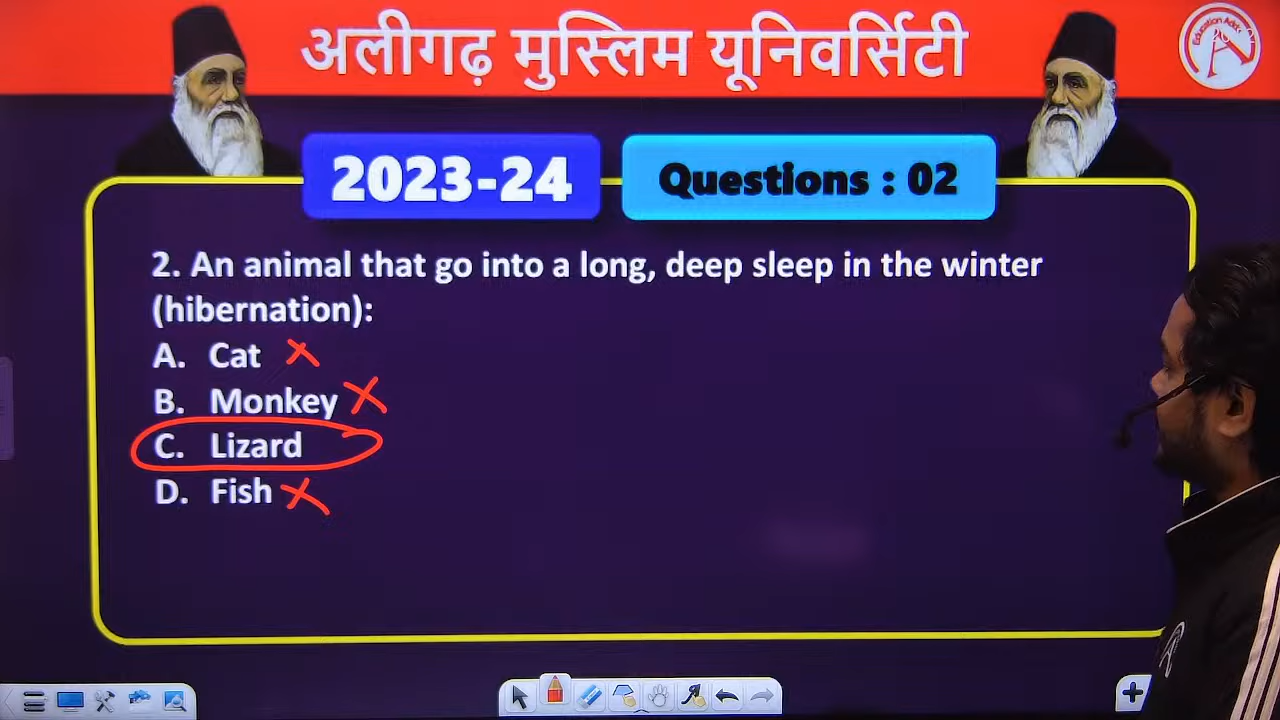 अलीगढ़ मुस्लिम यूनिवर्सिटी
2023-24
Questions : 02
2. An animal that go into a long, deep sleep in the winter
(hibernation):
A. Cat
B. Monkey
C. Lizard
D. Fish